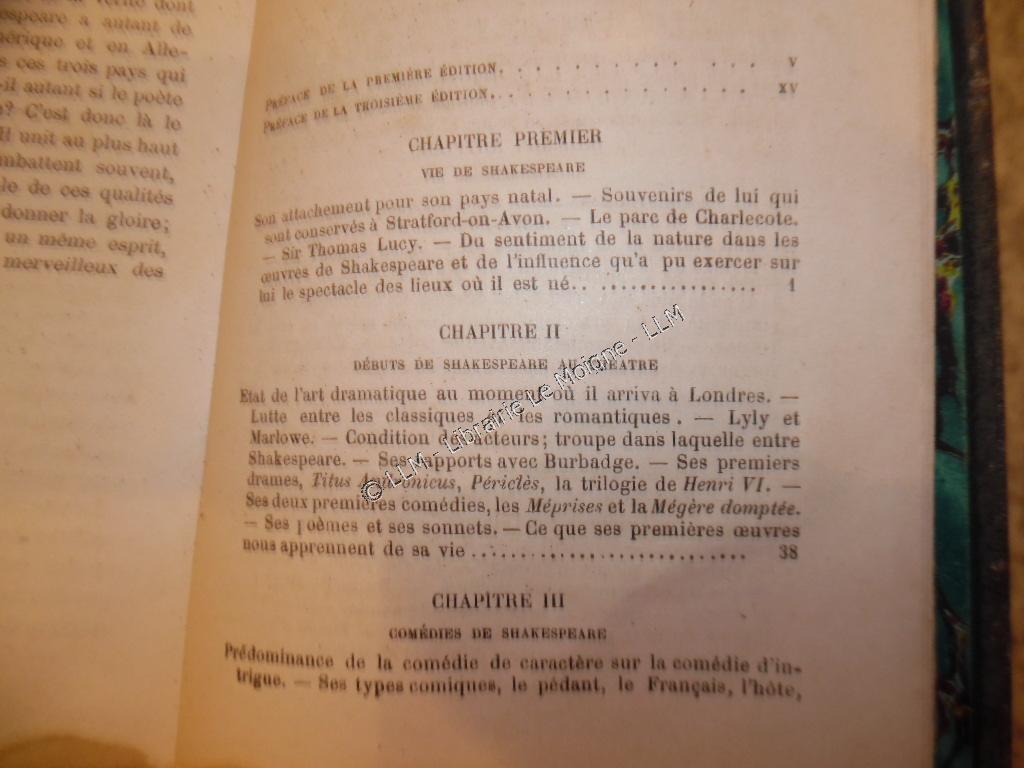 la vérité dont
espeare a autant de
érique et en Alle-
s ces trois pays qui
-il autant si le poète
? C'est donc là le
Il unit au plus haut
mbattent souvent,
le de ces qualités
donner la gloire;
un même esprit,
merveilleux des
PRÉFACE DE LA PREMIÈRE ÉDITION. . . . . . . . . . . . V
PRÉFACE DE LA TROISIÈME ÉDITION. . . . . . . . . . . . XV
CHAPITRE PREMIER
VIE DE SHAKESPEARE
Son attachement pour son pays natal. — Souvenirs de lui qui
sont conservés à Stratford-on-Avon. — Le parc de Charlecote.
— Sir Thomas Lucy. — Du sentiment de la nature dans les
œuvres de Shakespeare et de l'influence qu'a pu exercer sur
lui le spectacle des lieux où il est né.. ................ 1
CHAPITRE II
DÉBUTS DE SHAKESPEARE AU THÉATRE
Etat de l'art dramatique au moment où il arriva à Londres. —
Lutte entre les classiques et les romantiques. — Lyly et
Marlowe. — Condition des acteurs; troupe dans laquelle entre
Shakespeare. — Ses rapports avec Burbadge. — Ses premiers
drames, Titus Andronicus, Périclès, la trilogie de Henri VI. —
Ses deux premières comédies, les Méprises et la Mégère domptée.
— Ses poèmes et ses sonnets. — Ce que ses premières œuvres
nous apprennent de sa vie ............................ 38
CHAPITRE III
COMÉDIES DE SHAKESPEARE
Prédominance de la comédie de caractère sur la comédie d'in-
trigue. — Ses types comiques, le pédant, le Français, l'hôte,
© LLM - Librairie Le Moigne - LLM